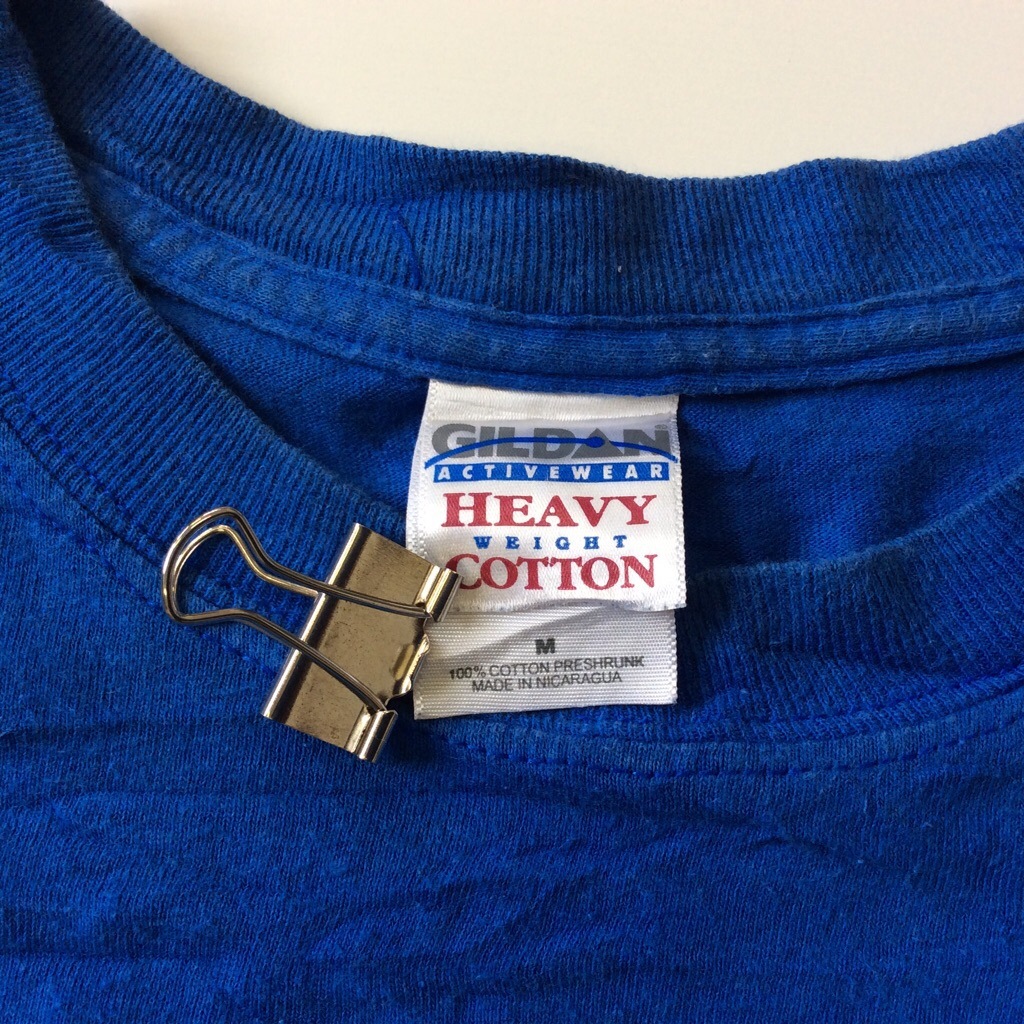 GILDAN
ACTIVEWEAR
HEAVY
WEIGHT
COTTON
M
100% COTTON PRESHRUNK
MADE IN NICARAGUA